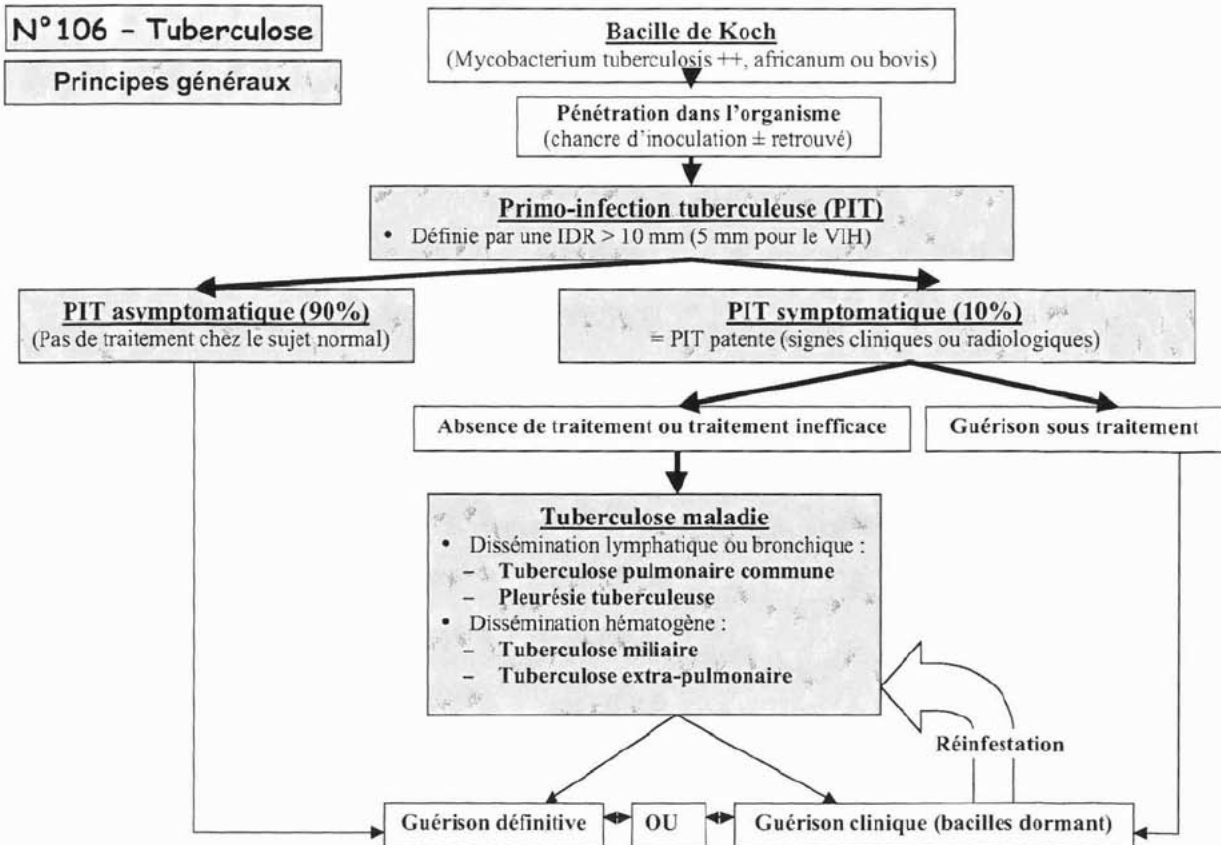 N°106 - Tuberculose
Principes généraux
Bacille de Koch
(Mycobacterium tuberculosis ++, africanum ou bovis)
Pénétration dans l'organisme
(chancre d'inoculation ± retrouvé)
Primo-infection tuberculeuse (PIT)
• Définie par une IDR > 10 mm (5 mm pour le VIH)
PIT asymptomatique (90%)
(Pas de traitement chez le sujet normal)
PIT symptomatique (10%)
= PIT patente (signes cliniques ou radiologiques)
Absence de traitement ou traitement inefficace
Guérison sous traitement
Tuberculose maladie
• Dissémination lymphatique ou bronchique :
– Tuberculose pulmonaire commune
– Pleurésie tuberculeuse
• Dissémination hématogène :
– Tuberculose miliaire
– Tuberculose extra-pulmonaire
Réinfestation
Guérison définitive
OU
Guérison clinique (bacilles dormant)